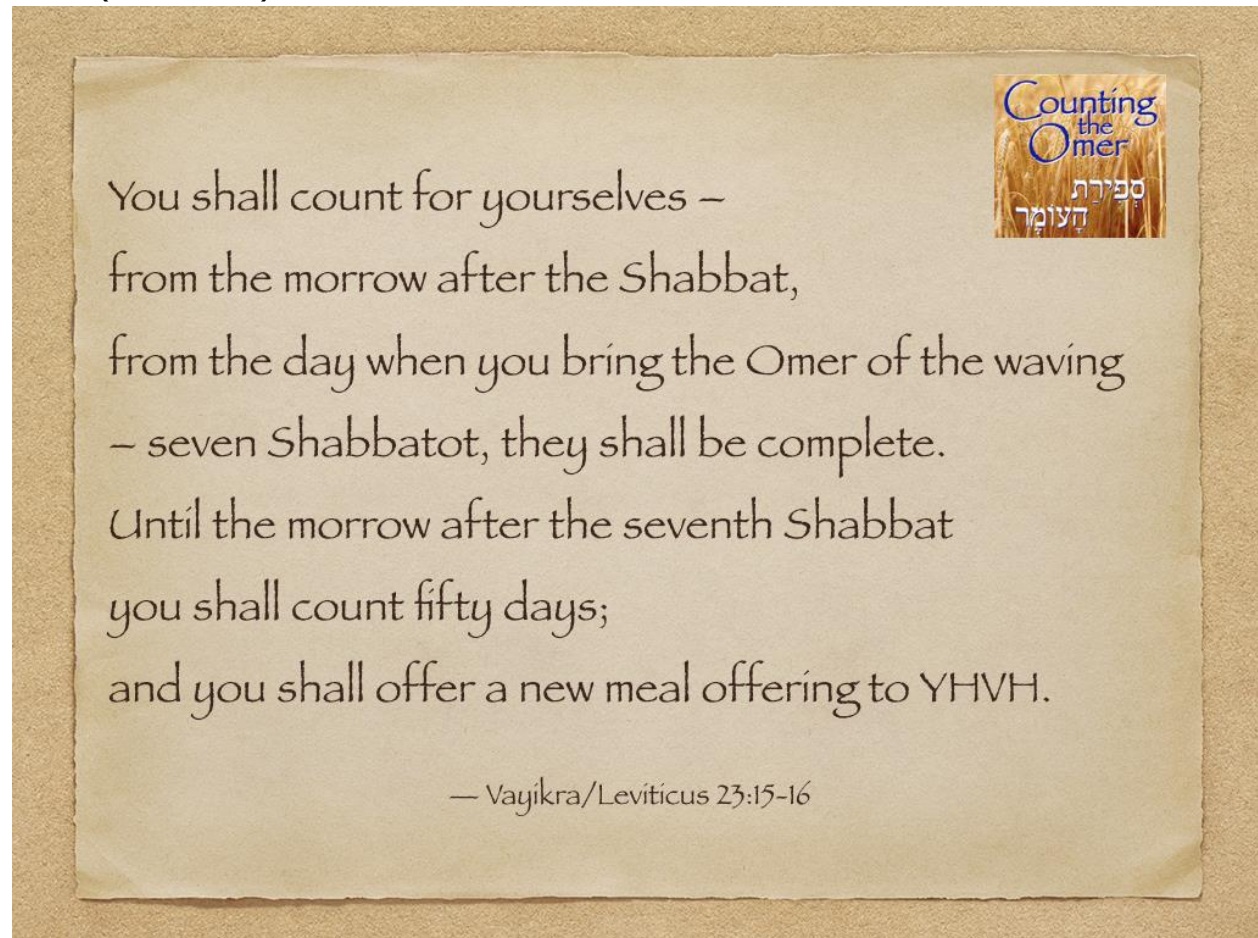 You shall count for yourselves –
from the morrow after the Shabbat,
from the day when you bring the Omer of the waving
– seven Shabbatot, they shall be complete.
Until the morrow after the seventh Shabbat
you shall count fifty days;
and you shall offer a new meal offering to YHVH.
— Vayikra/Leviticus 23:15-16
Counting
the
Omer
סְפִירַת
הָעוֹמֶר